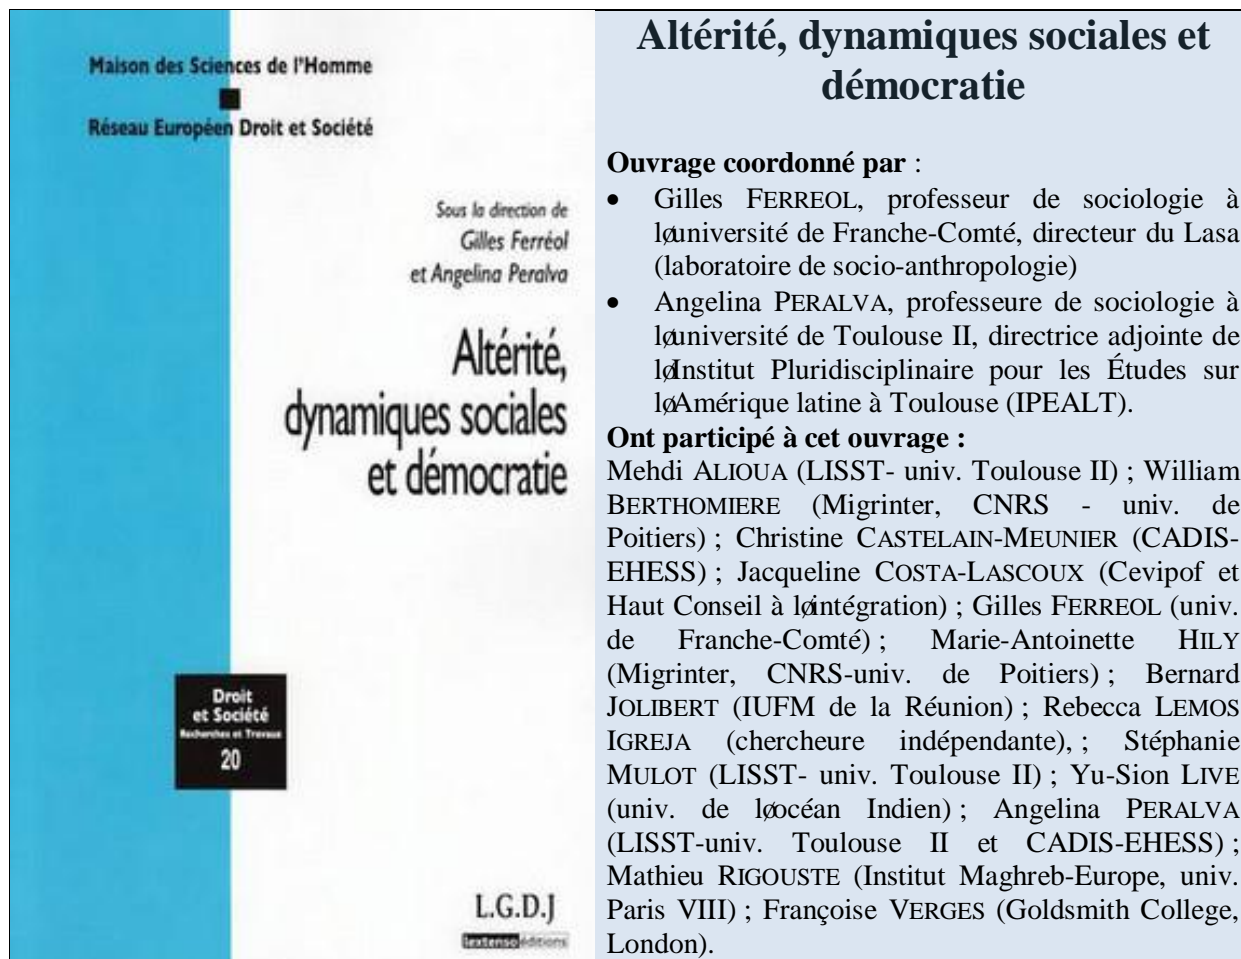 Maison des Sciences de l'Homme
Réseau Européen Droit et Société
Sous la direction de
Gilles Ferréol
et Angelina Peralva
Altérité,
dynamiques sociales
et démocratie
Droit
et Société
Recherches et Travaux
20
L.G.D.J
lextenso éditions
Altérité, dynamiques sociales et
démocratie
Ouvrage coordonné par :
• Gilles FERREOL, professeur de sociologie à
løuniversité de Franche-Comté, directeur du Lasa
(laboratoire de socio-anthropologie)
• Angelina PERALVA, professeure de sociologie à
løuniversité de Toulouse II, directrice adjointe de
løInstitut Pluridisciplinaire pour les Études sur
løAmérique latine à Toulouse (IPEALT).
Ont participé à cet ouvrage :
Mehdi ALIOUA (LISST- univ. Toulouse II) ; William
BERTHOMIERE (Migrinter, CNRS - univ. de
Poitiers) ; Christine CASTELAIN-MEUNIER (CADIS-
EHESS) ; Jacqueline COSTA-LASCOUX (Cevipof et
Haut Conseil à løintégration) ; Gilles FERREOL (univ.
de Franche-Comté) ; Marie-Antoinette HILY
(Migrinter, CNRS-univ. de Poitiers) ; Bernard
JOLIBERT (IUFM de la Réunion) ; Rebecca LEMOS
IGREJA (chercheure indépendante), ; Stéphanie
MULOT (LISST- univ. Toulouse II) ; Yu-Sion LIVE
(univ. de løocéan Indien) ; Angelina PERALVA
(LISST-univ. Toulouse II et CADIS-EHESS) ;
Mathieu RIGOUSTE (Institut Maghreb-Europe, univ.
Paris VIII) ; Françoise VERGES (Goldsmith College,
London).